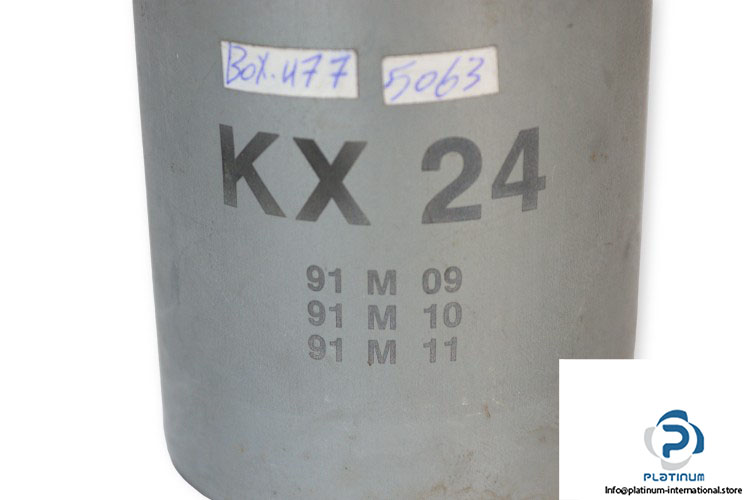 Box.477 5063
KX 24
91 M 09
91 M 10
91 M 11
PLATINUM
Info@platinum-international.store